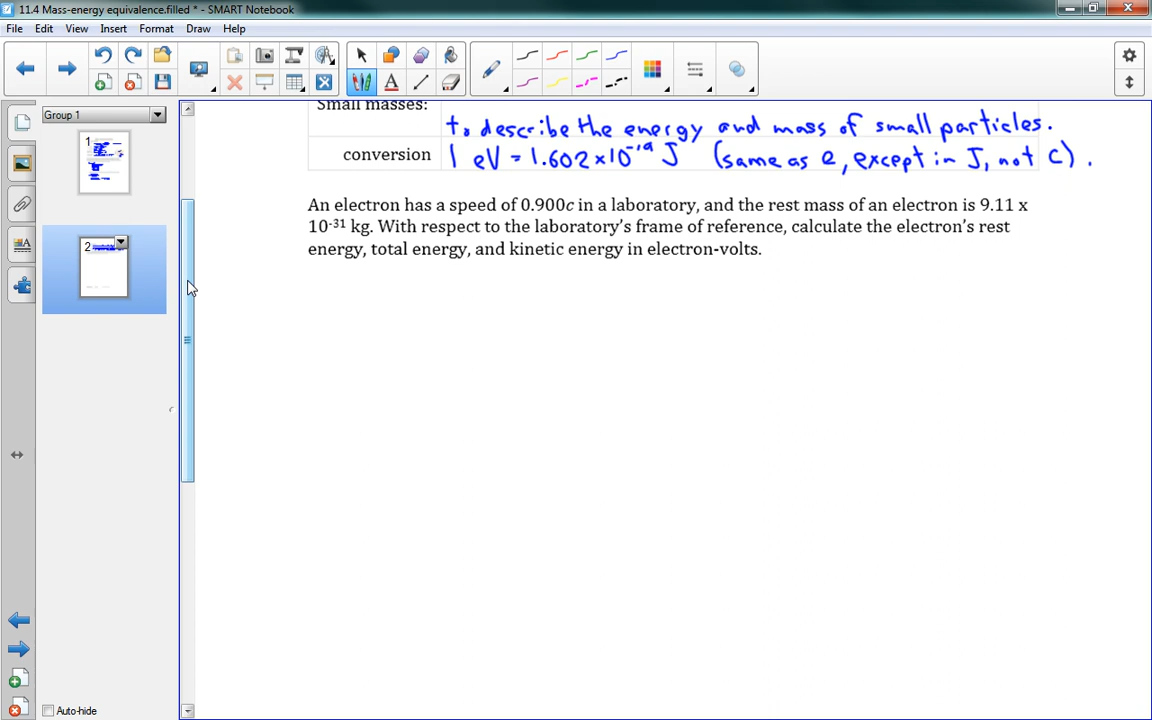 11.4 Mass-energy equivalence.filled * - SMART Notebook
File Edit View Insert Format Draw Help
Group 1
1
2
Small masses:
to describe the energy and mass of small particles.
conversion 1 eV = 1.602×10⁻¹⁹ J (same as e, except in J, not C).
An electron has a speed of 0.900c in a laboratory, and the rest mass of an electron is 9.11 x
10⁻³¹ kg. With respect to the laboratory's frame of reference, calculate the electron's rest
energy, total energy, and kinetic energy in electron-volts.
Auto-hide